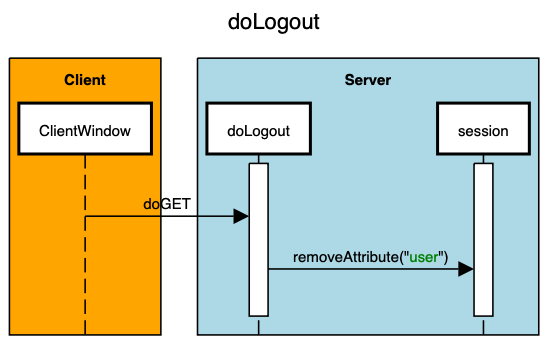 doLogout
Client
Server
ClientWindow
doLogout
session
doGET
removeAttribute("user")